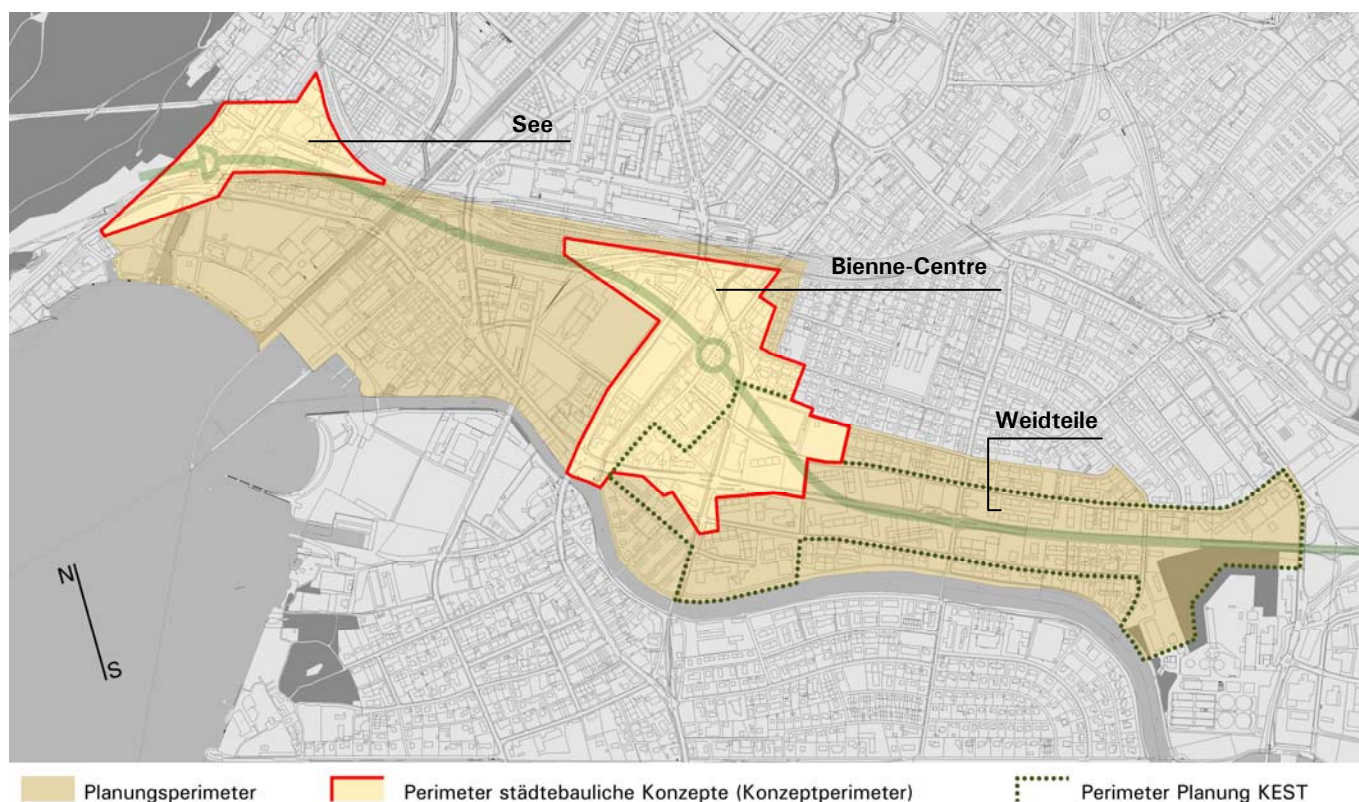 See
Bienne-Centre
Weidteile
N
S
Planungsperimeter
Perimeter städtebauliche Konzepte (Konzeptperimeter)
Perimeter Planung KEST